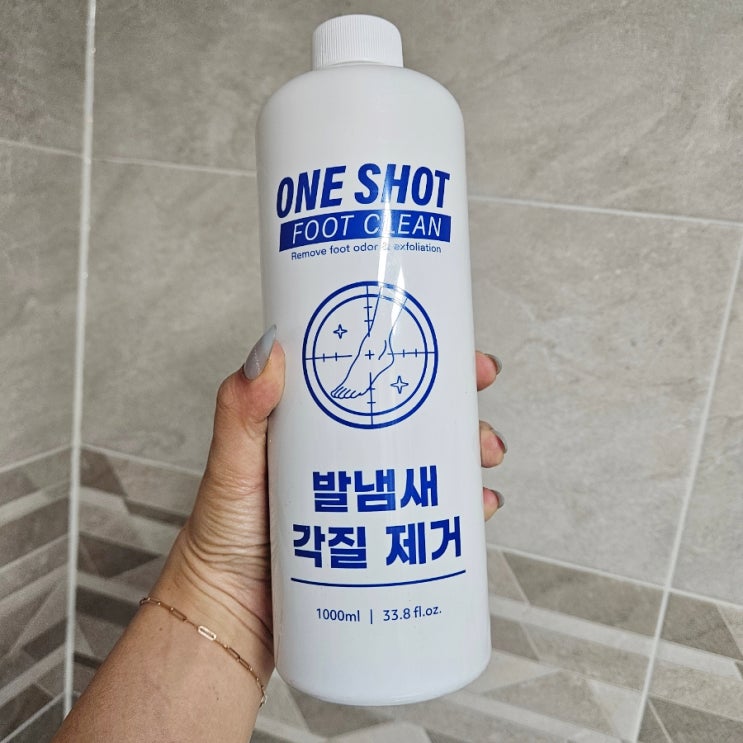 ONE SHOT
FOOT CLEAN
Remove foot odor & exfoliation
발냄새
각질 제거
1000ml | 33.8 fl.oz.